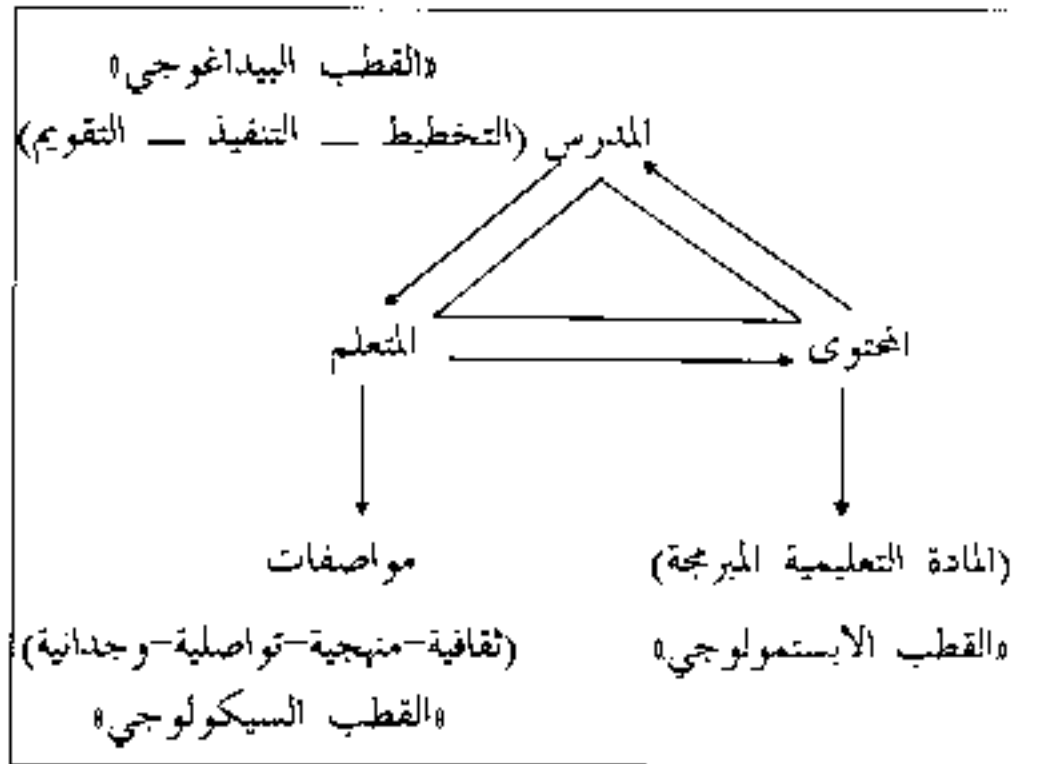 «القطب البيداغوجي»
المدرس (التخطيط – التنفيذ – التقويم)
المحتوى
المتعلم
(المادة التعليمية المبرمجة)
مواصفات
«القطب الابستمولوجي»
(ثقافية-منهجية-تواصلية-وجدانية)
«القطب السيكولوجي»